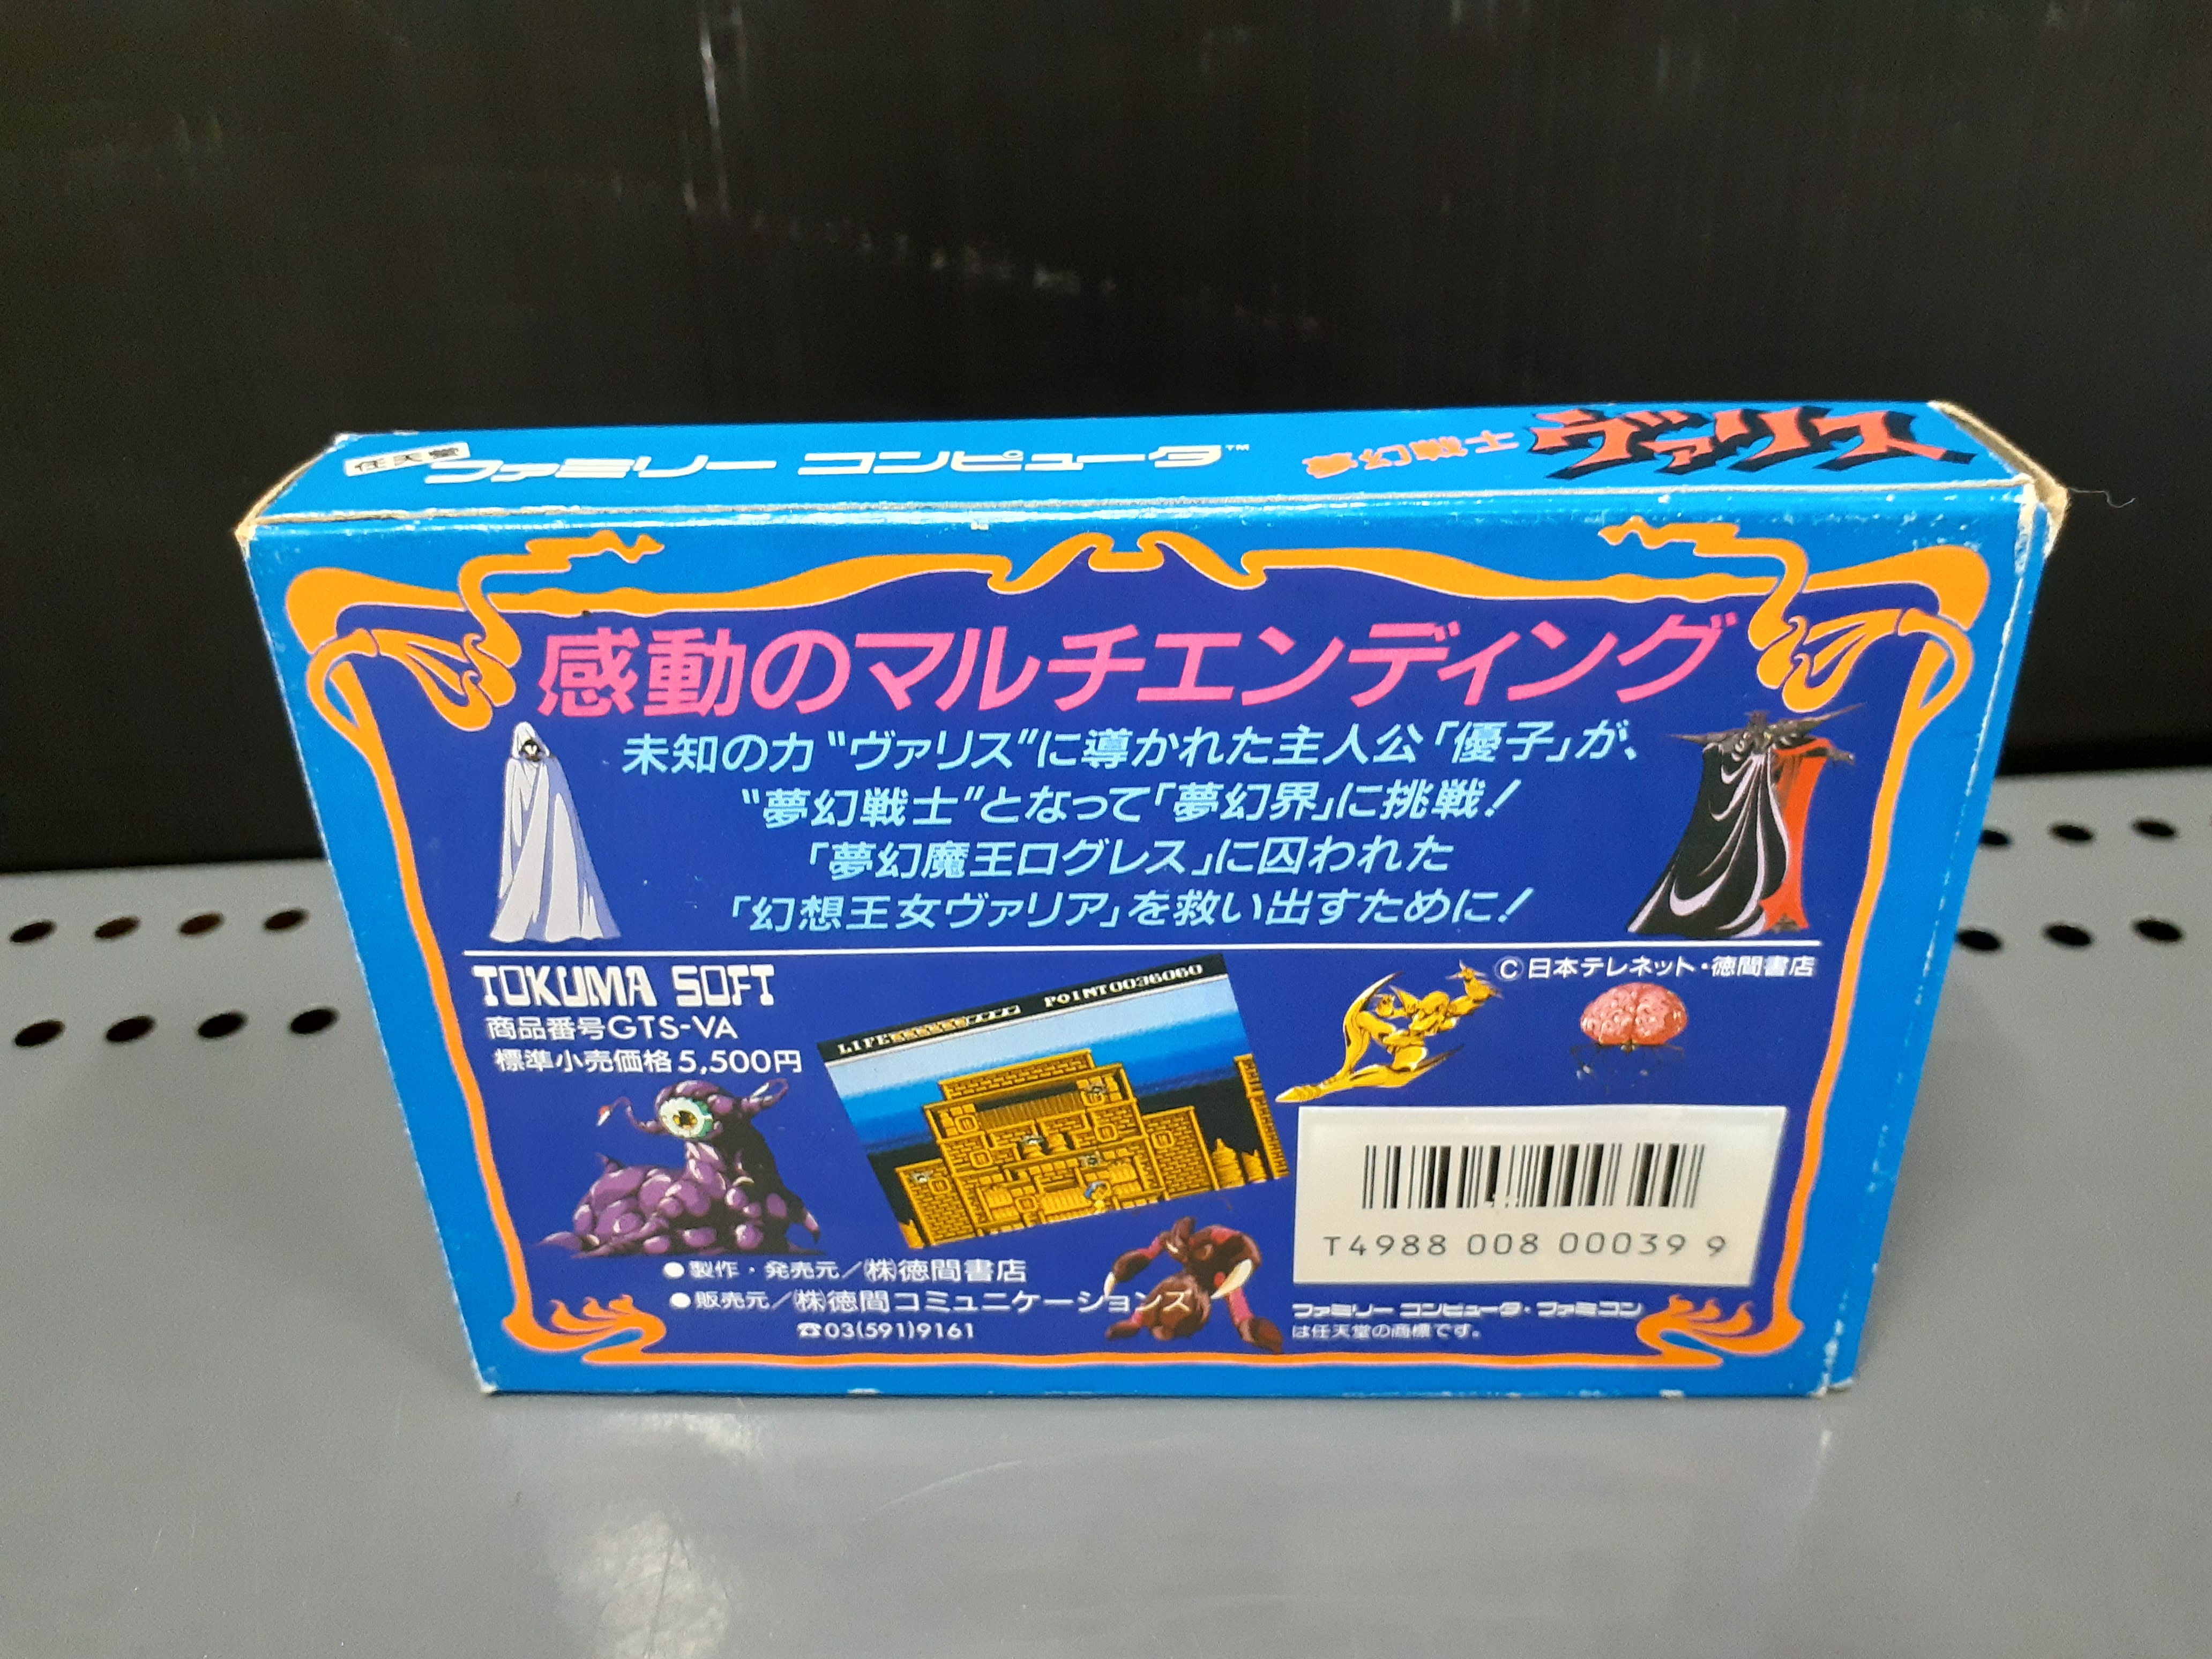 任天堂
ファミリー コンピュータ™
夢幻戦士 ヴァリス
感動のマルチエンディング
未知の力“ヴァリス”に導かれた主人公「優子」が、
“夢幻戦士”となって「夢幻界」に挑戦!
「夢幻魔王ログレス」に囚われた
「幻想王女ヴァリア」を救い出すために!
TOKUMA SOFT
商品番号GTS-VA
標準小売価格5,500円
LIFE POINT0036060
©日本テレネット・徳間書店
T4988 008 00039 9
●製作・発売元/㈱徳間書店
●販売元/㈱徳間コミュニケーションズ
☎03(591)9161
ファミリー コンピュータ・ファミコン
は任天堂の商標です。